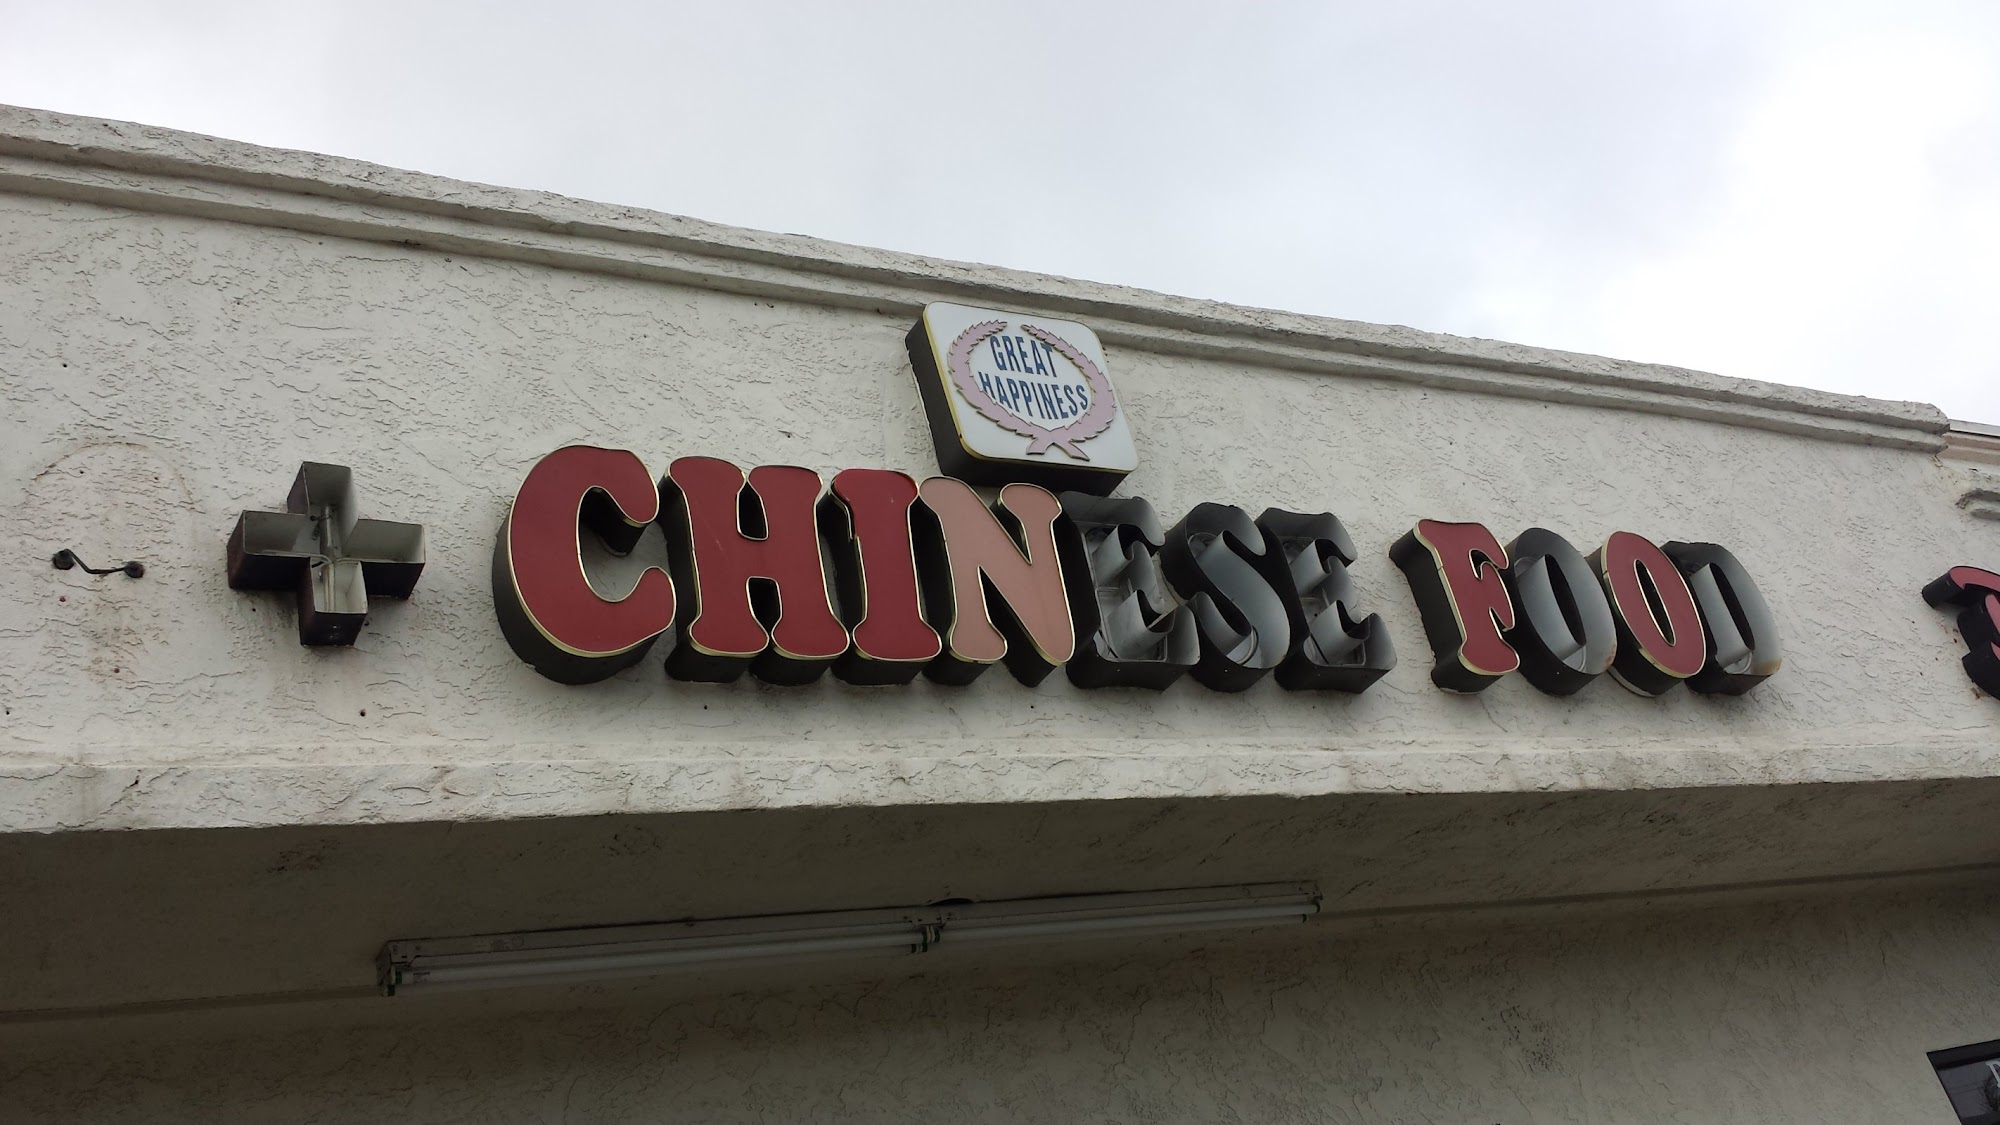 GREAT
HAPPINESS
+ CHINESE FOOD